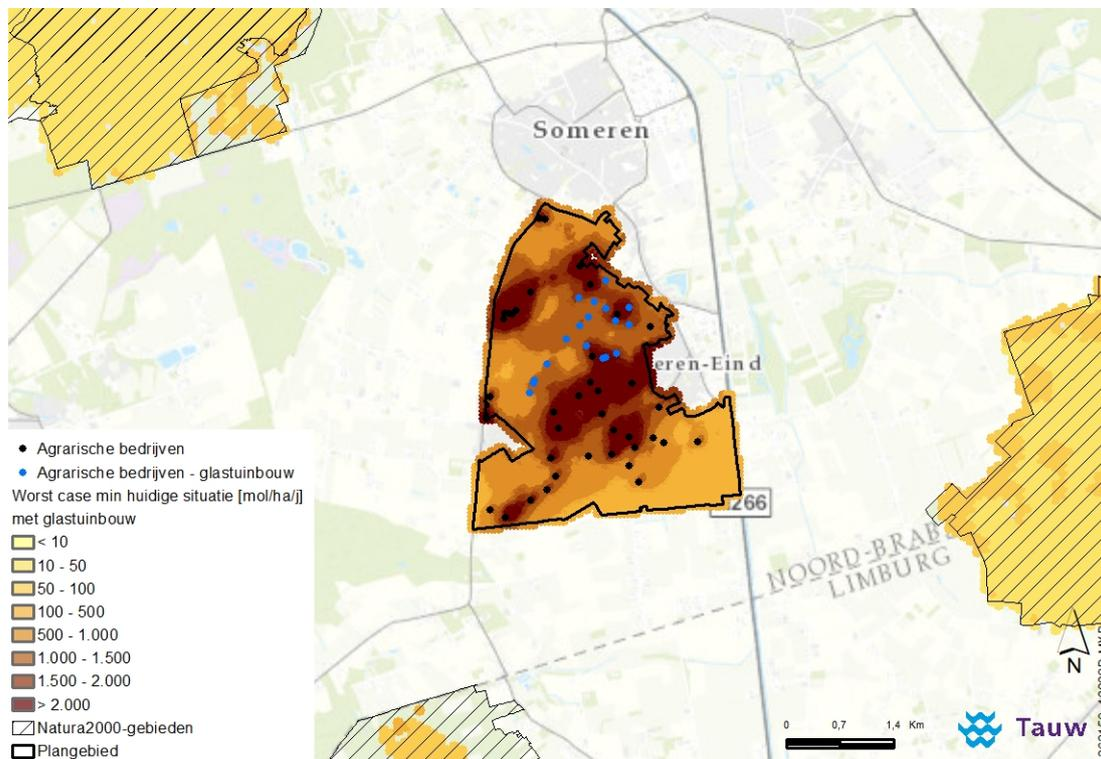 Someren
eren-Eind
266
NOORD-BRAB
LIMBURG
Agrarische bedrijven
Agrarische bedrijven - glastuinbouw
Worst case min huidige situatie [mol/ha/j]
met glastuinbouw
< 10
10 - 50
50 - 100
100 - 500
500 - 1.000
1.000 - 1.500
1.500 - 2.000
> 2.000
Natura2000-gebieden
Plangebied
N
0 0,7 1,4 Km
Tauw